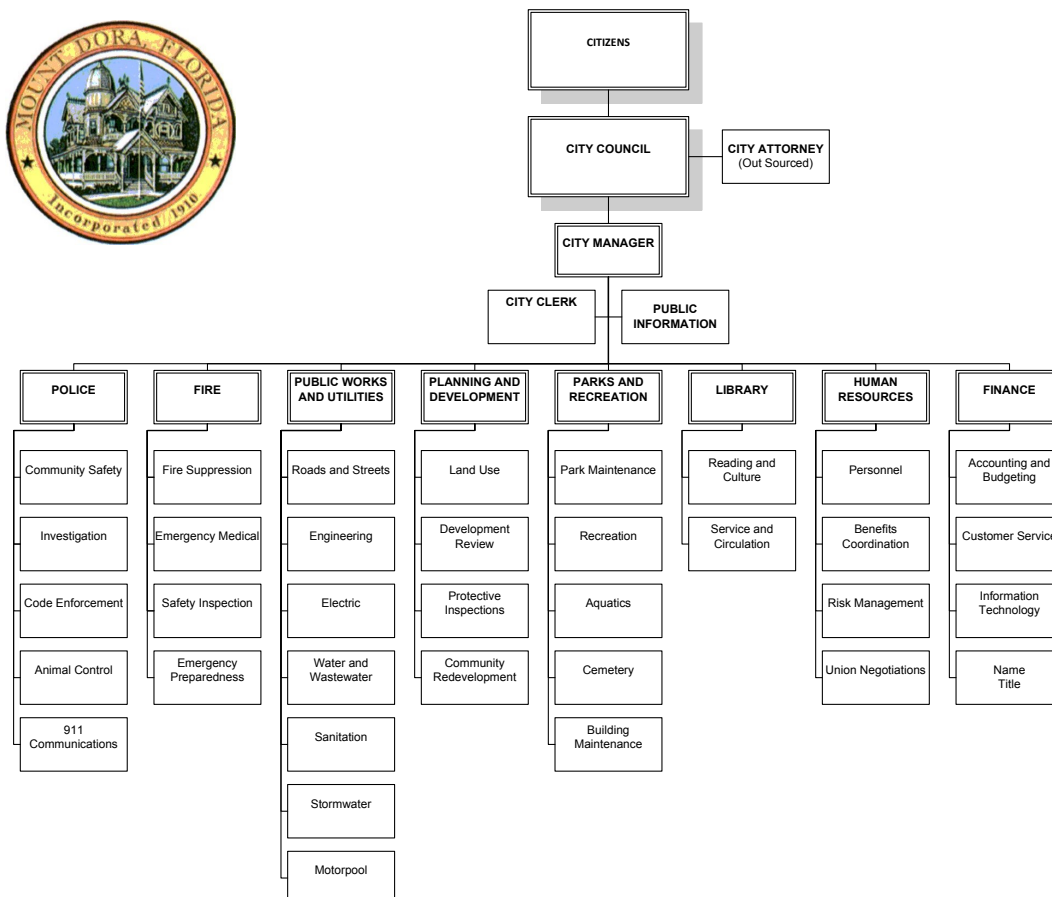 MOUNT DORA, FLORIDA
Incorporated 1910
CITIZENS
CITY COUNCIL
CITY ATTORNEY
(Out Sourced)
CITY MANAGER
CITY CLERK
PUBLIC
INFORMATION
POLICE
Community Safety
Investigation
Code Enforcement
Animal Control
911
Communications
FIRE
Fire Suppression
Emergency Medical
Safety Inspection
Emergency
Preparedness
PUBLIC WORKS
AND UTILITIES
Roads and Streets
Engineering
Electric
Water and
Wastewater
Sanitation
Stormwater
Motorpool
PLANNING AND
DEVELOPMENT
Land Use
Development
Review
Protective
Inspections
Community
Redevelopment
PARKS AND
RECREATION
Park Maintenance
Recreation
Aquatics
Cemetery
Building
Maintenance
LIBRARY
Reading and
Culture
Service and
Circulation
HUMAN
RESOURCES
Personnel
Benefits
Coordination
Risk Management
Union Negotiations
FINANCE
Accounting and
Budgeting
Customer Service
Information
Technology
Name
Title